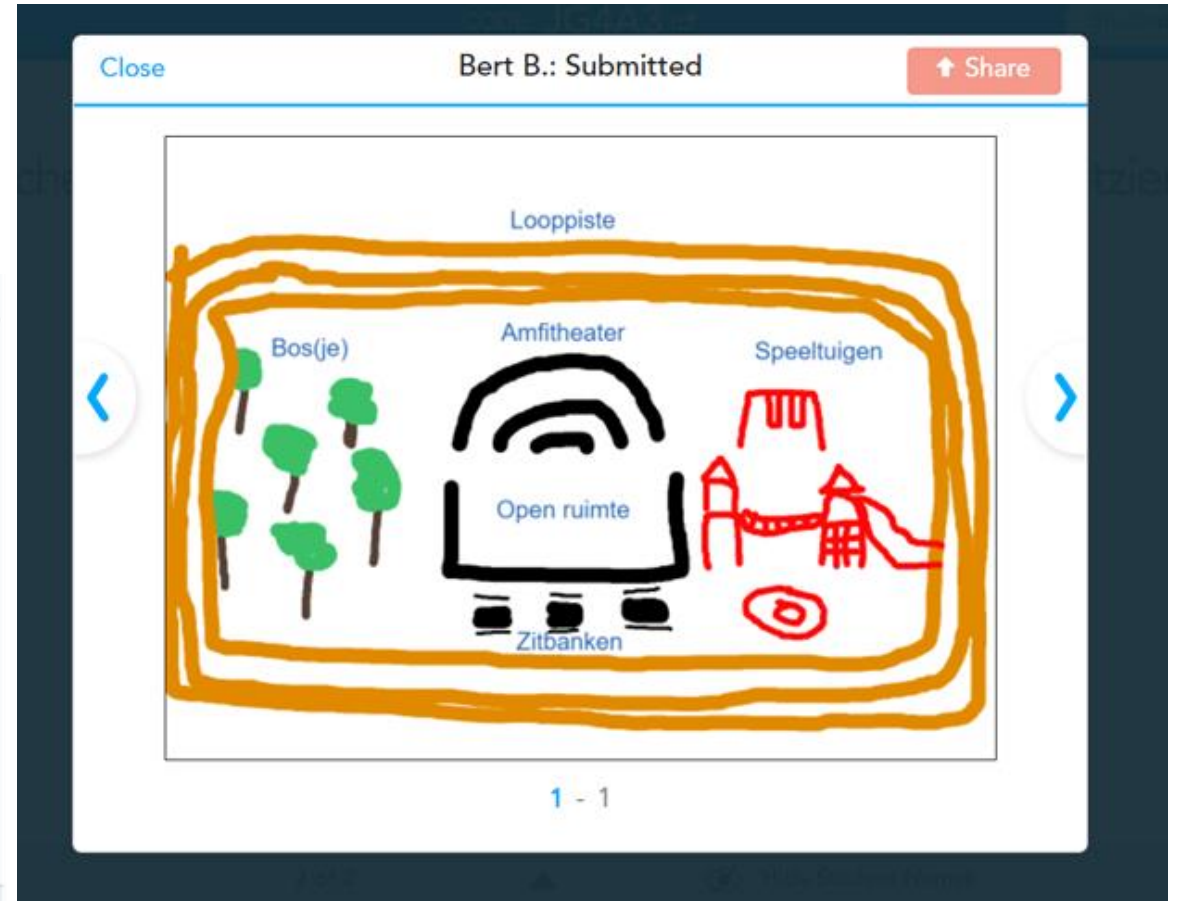 Close
Bert B.: Submitted
Share
Looppiste
Bos(je)
Amfitheater
Speeltuigen
Open ruimte
Zitbanken
1 - 1